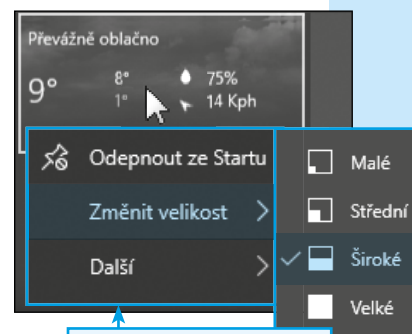 Převážně oblačno
9° 8° 75%
1° 14 Kph
Odepnout ze Startu
Změnit velikost
Další
Malé
Střední
Široké
Velké